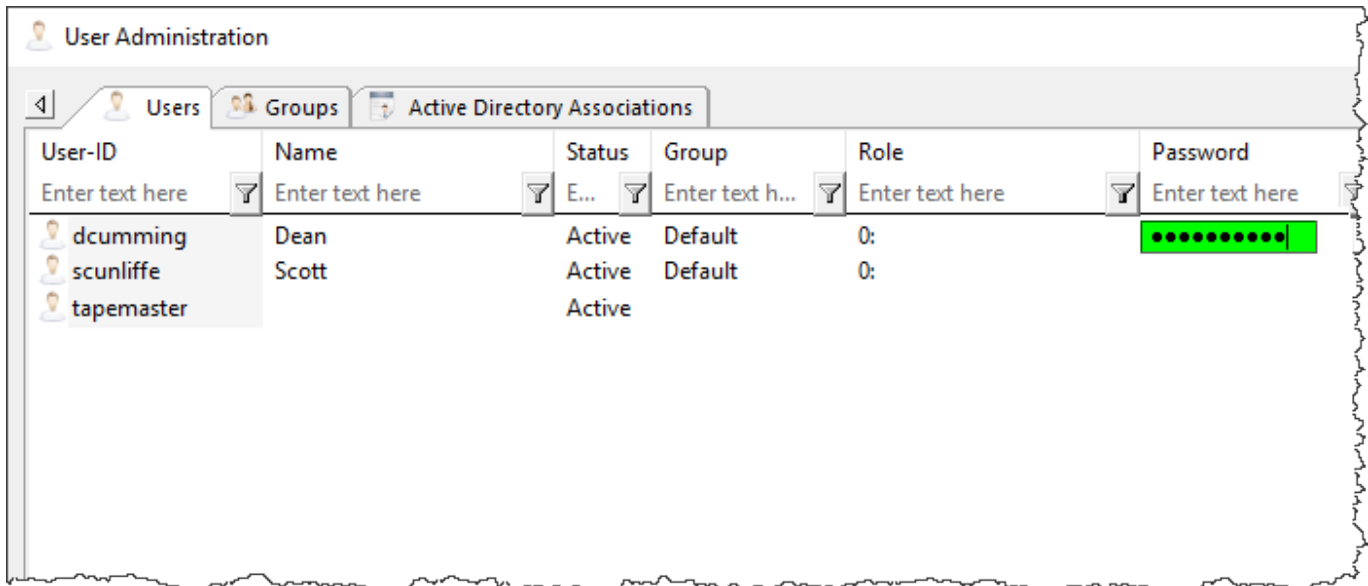 User Administration
Users Groups Active Directory Associations
User-ID Name Status Group Role Password
Enter text here Enter text here E... Enter text h... Enter text here Enter text here
dcumming Dean Active Default 0: ●●●●●●●●●●
scunliffe Scott Active Default 0:
tapemaster Active